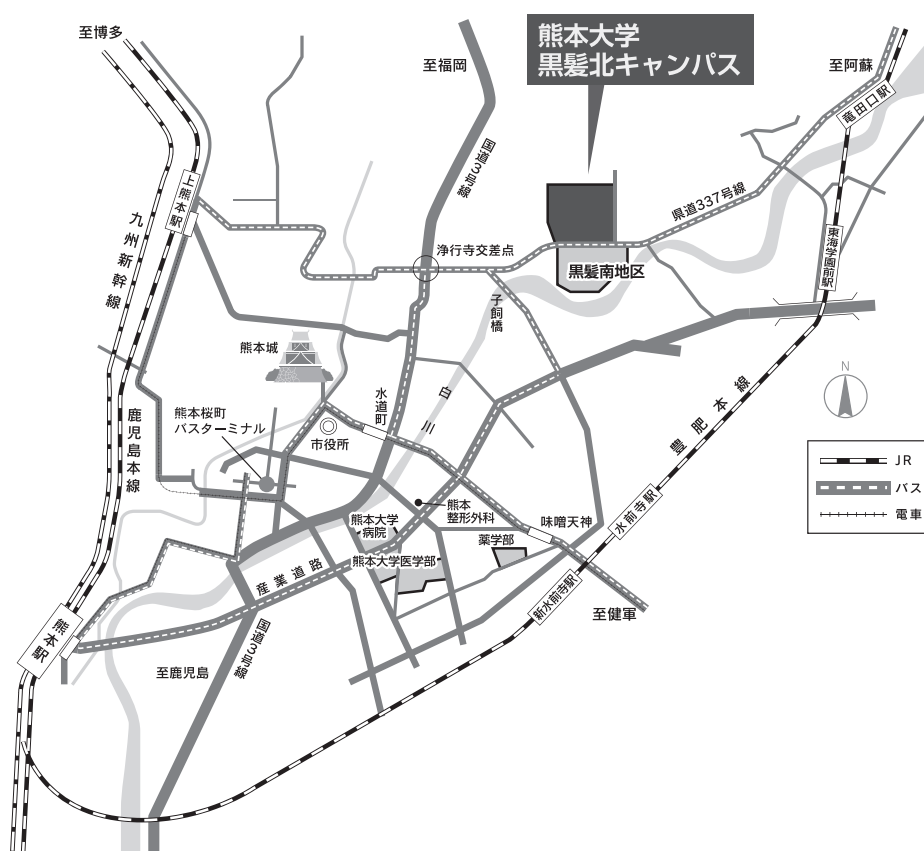 至博多
至福岡
熊本大学
黒髪北キャンパス
至阿蘇
竜田口駅
国道3号線
上熊本駅
九州新幹線
県道337号線
浄行寺交差点
黒髪南地区
東海学園前駅
子飼橋
熊本城
水道町
白川
N
熊本桜町
バスターミナル
市役所
鹿児島本線
豊肥本線
JR
バス
電車
熊本
整形外科
熊本大学
病院
味噌天神
水前寺駅
薬学部
熊本大学医学部
産業道路
新水前寺駅
至健軍
熊本駅
国道3号線
至鹿児島